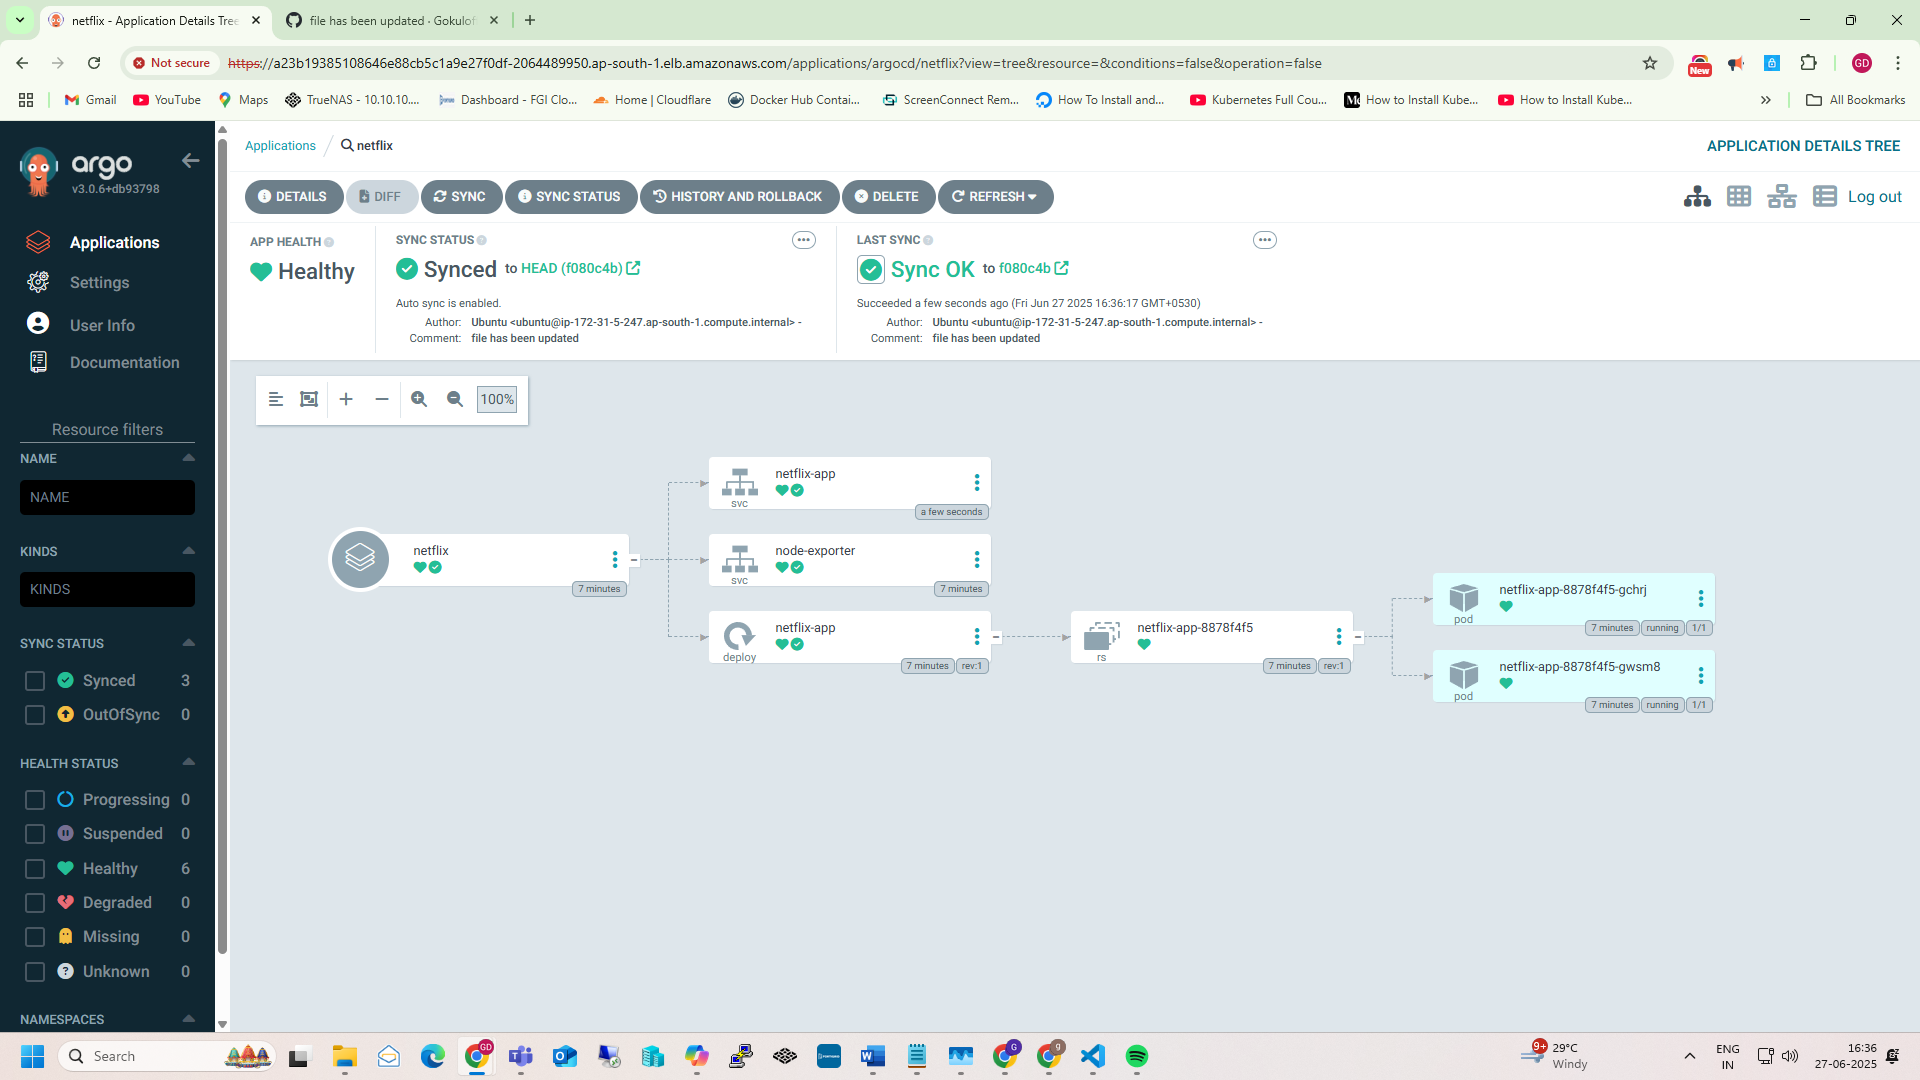 netflix - Application Details Tree
file has been updated · Gokulof
Not secure
https://a23b19385108646e88cb5c1a9e27f0df-2064489950.ap-south-1.elb.amazonaws.com/applications/argocd/netflix?view=tree&resource=&conditions=false&operation=false
New
GD
Gmail
YouTube
Maps
TrueNAS - 10.10.10....
Dashboard - FGI Clo...
Home | Cloudflare
Docker Hub Contai...
ScreenConnect Rem...
How To Install and...
Kubernetes Full Cou...
How to Install Kube...
How to Install Kube...
All Bookmarks
argo
v3.0.6+db93798
Applications
Settings
User Info
Documentation
Resource filters
NAME
NAME
KINDS
KINDS
SYNC STATUS
Synced 3
OutOfSync 0
HEALTH STATUS
Progressing 0
Suspended 0
Healthy 6
Degraded 0
Missing 0
Unknown 0
NAMESPACES
Applications / netflix
APPLICATION DETAILS TREE
DETAILS
DIFF
SYNC
SYNC STATUS
HISTORY AND ROLLBACK
DELETE
REFRESH
Log out
APP HEALTH
Healthy
SYNC STATUS
Synced to HEAD (f080c4b)
Auto sync is enabled.
Author: Ubuntu <ubuntu@ip-172-31-5-247.ap-south-1.compute.internal> -
Comment: file has been updated
LAST SYNC
Sync OK to f080c4b
Succeeded a few seconds ago (Fri Jun 27 2025 16:36:17 GMT+0530)
Author: Ubuntu <ubuntu@ip-172-31-5-247.ap-south-1.compute.internal> -
Comment: file has been updated
100%
netflix
7 minutes
netflix-app
svc
a few seconds
node-exporter
svc
7 minutes
netflix-app
deploy
7 minutes rev:1
netflix-app-8878f4f5
rs
7 minutes rev:1
netflix-app-8878f4f5-gchrj
pod
7 minutes running 1/1
netflix-app-8878f4f5-gwsm8
pod
7 minutes running 1/1
Search
GD
G
g
9+
29°C
Windy
ENG
IN
16:36
27-06-2025